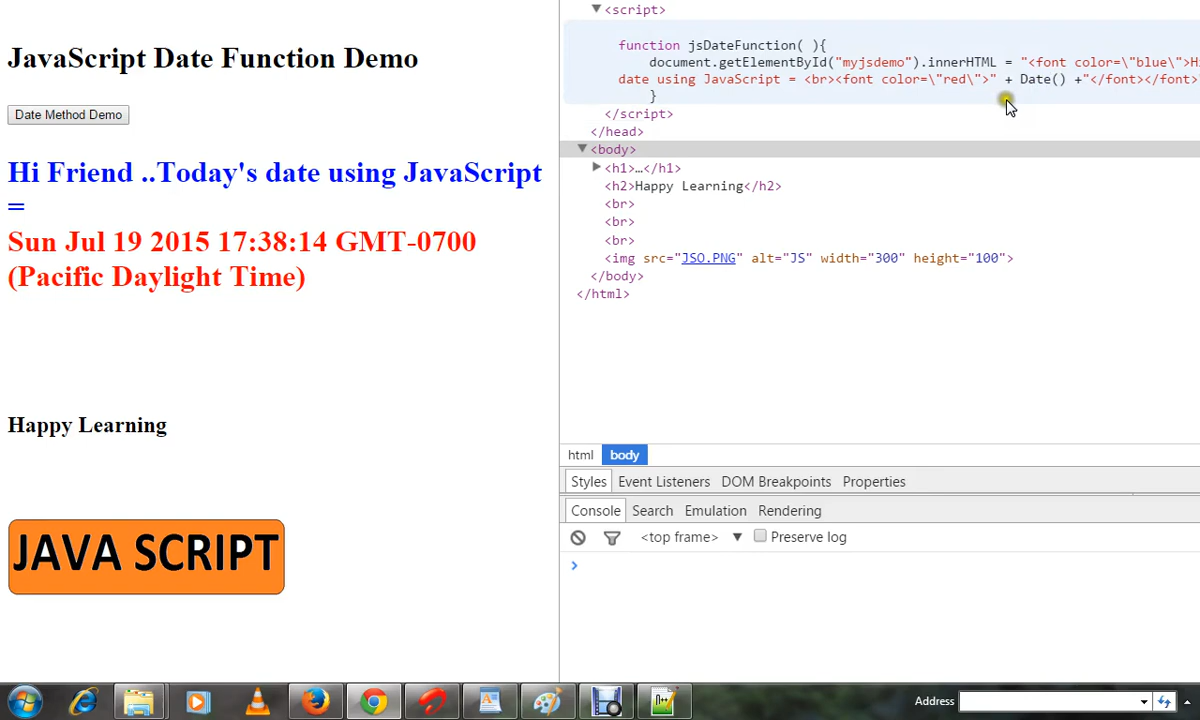 JavaScript Date Function Demo
Date Method Demo
Hi Friend ..Today's date using JavaScript
=
Sun Jul 19 2015 17:38:14 GMT-0700
(Pacific Daylight Time)
Happy Learning
JAVA SCRIPT
<script>
function jsDateFunction( ){
document.getElementById("myjsdemo").innerHTML = "<font color=\"blue\">Hi
date using JavaScript = <br><font color=\"red\">" + Date() +"</font></font>
}
</script>
</head>
<body>
<h1>…</h1>
<h2>Happy Learning</h2>
<br>
<br>
<br>
<img src="JSO.PNG" alt="JS" width="300" height="100">
</body>
</html>
html body
Styles Event Listeners DOM Breakpoints Properties
Console Search Emulation Rendering
<top frame> Preserve log
>
Address